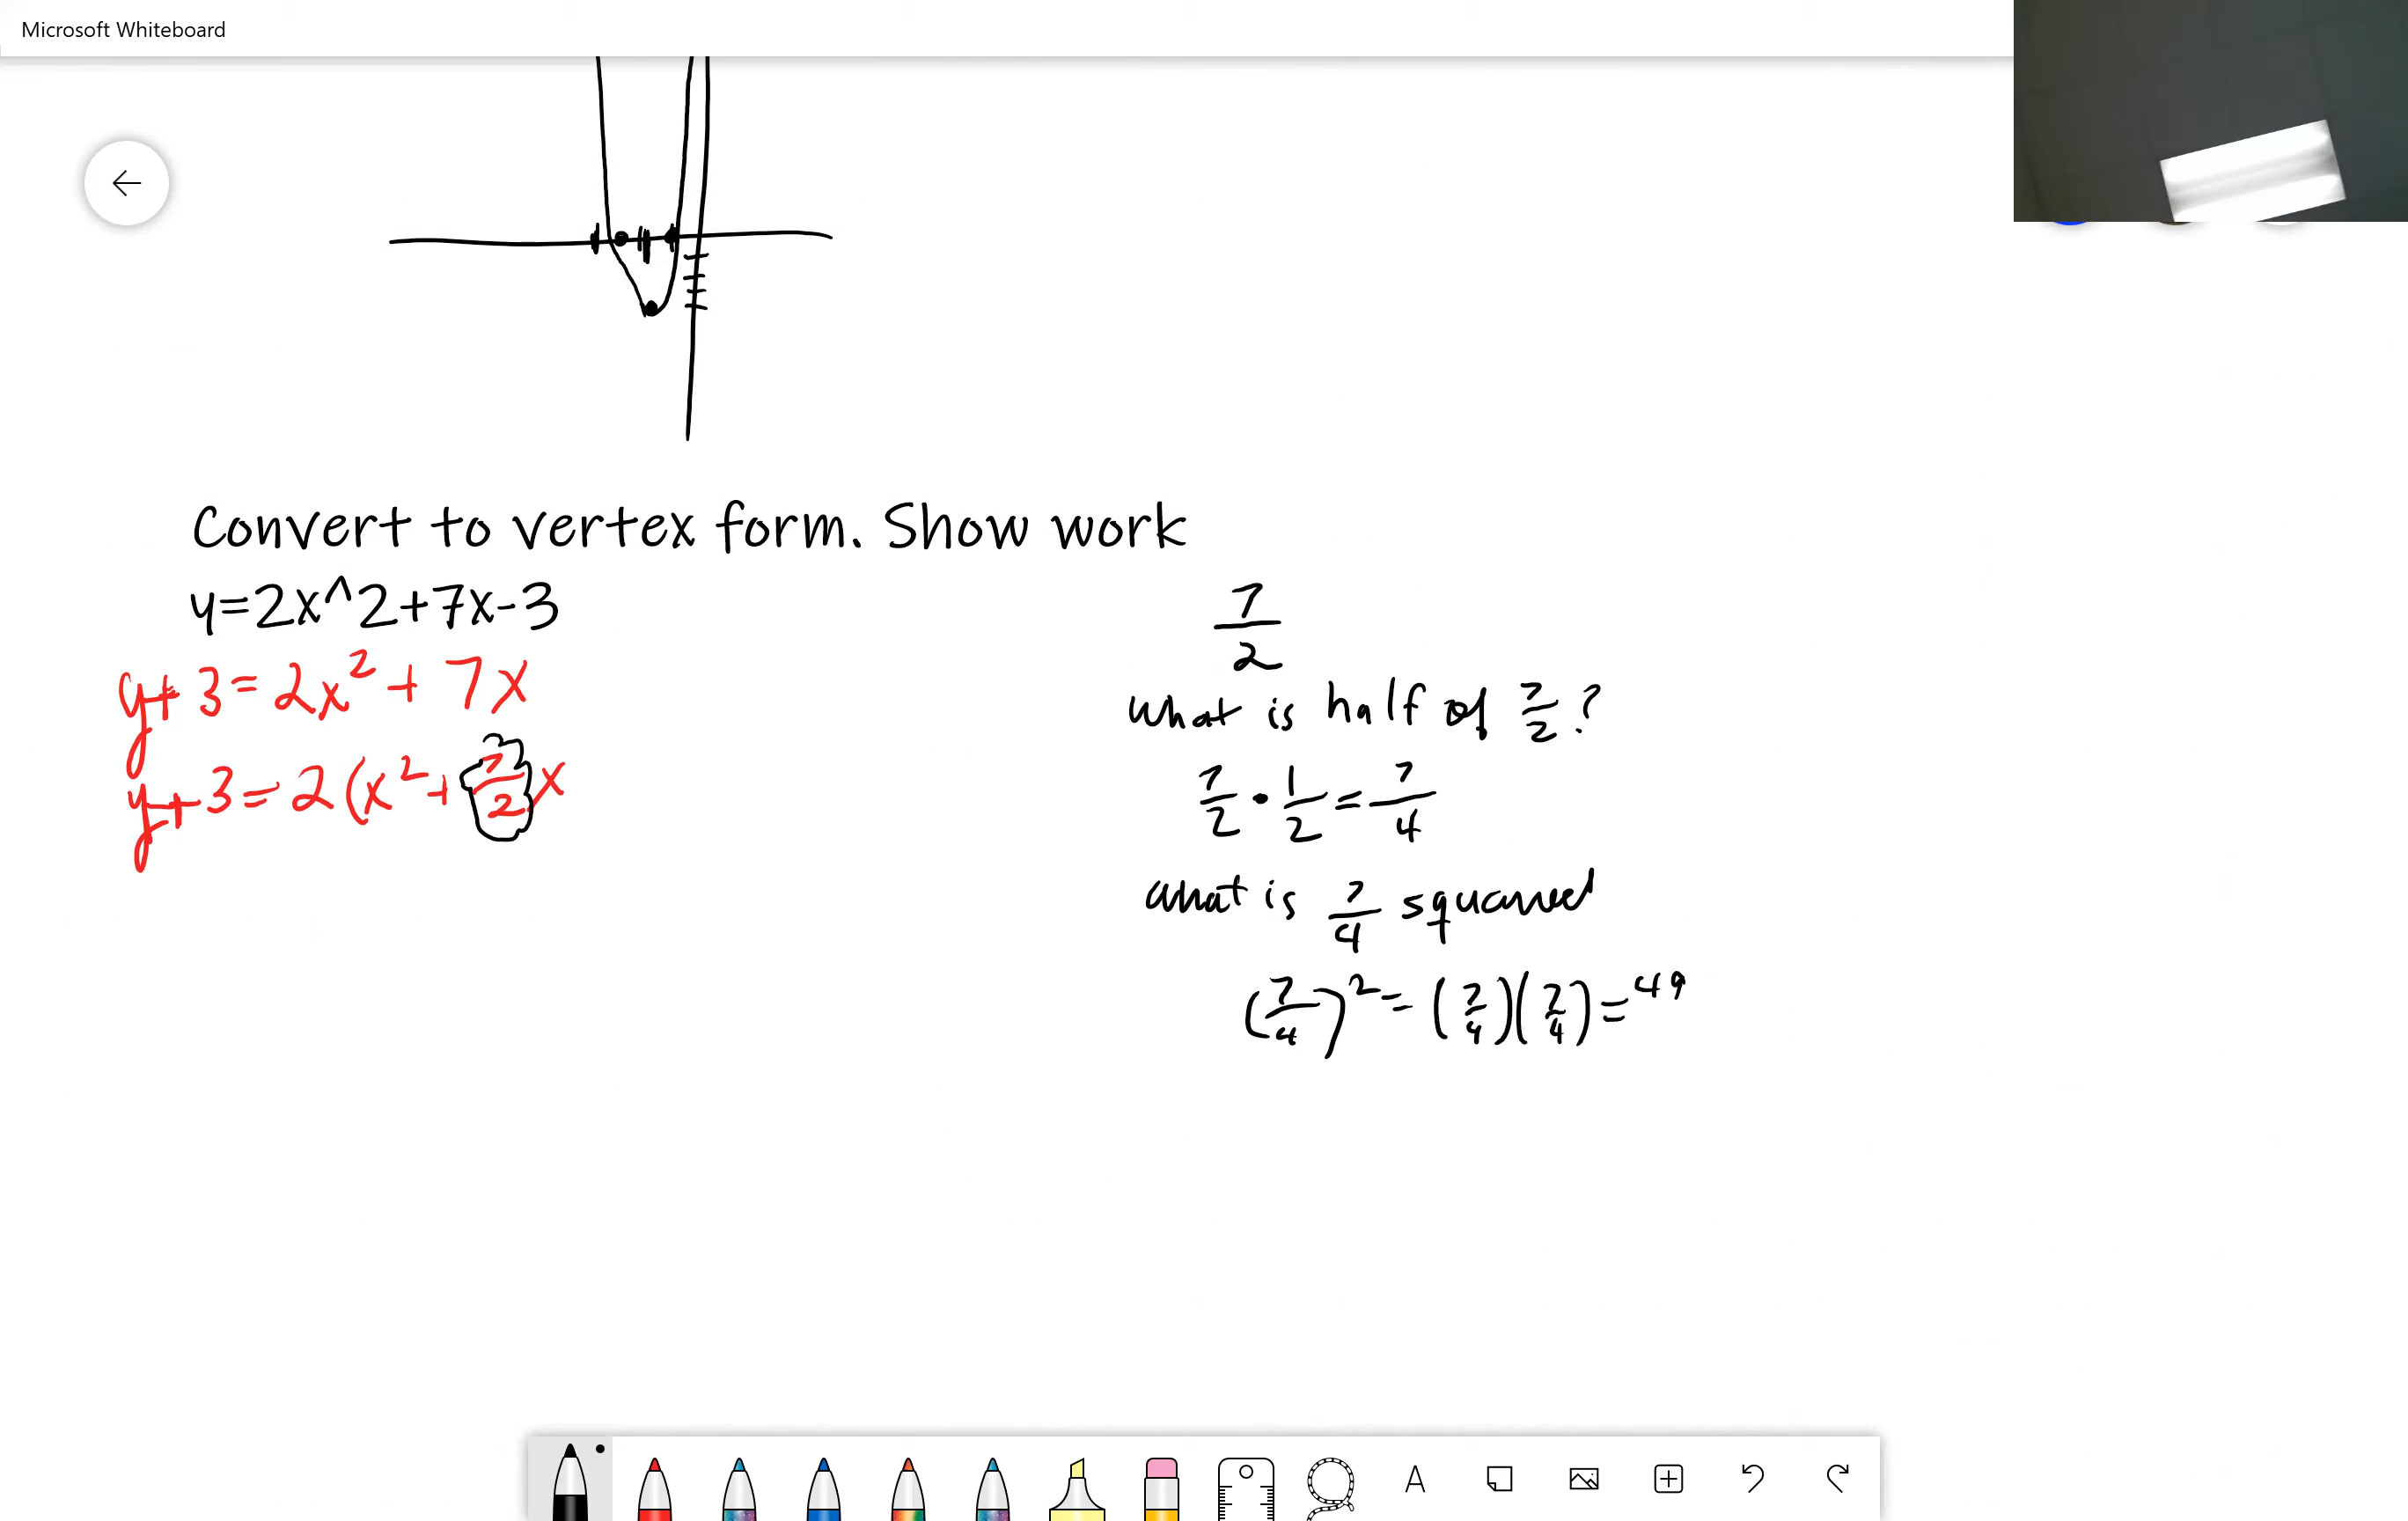 Microsoft Whiteboard
Convert to vertex form. Show work
y=2x^2+7x-3
y+3=2x²+7x
y+3=2(x²+7/2x
7/2
what is half of 7/2?
7/2·1/2=7/4
what is 7/4 squared
(7/4)²=(7/4)(7/4)=49
A